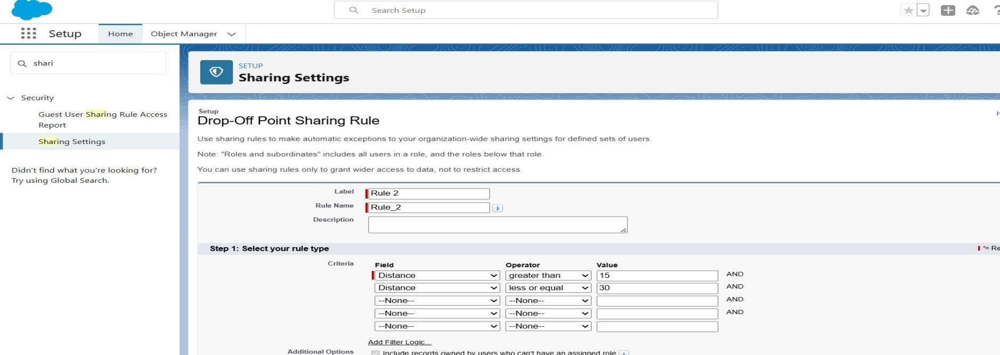 Search Setup
Setup
Home
Object Manager
shari
Security
Guest User Sharing Rule Access
Report
Sharing Settings
Didn't find what you're looking for?
Try using Global Search.
SETUP
Sharing Settings
Setup
Drop-Off Point Sharing Rule
Use sharing rules to make automatic exceptions to your organization-wide sharing settings for defined sets of users.
Note: "Roles and subordinates" includes all users in a role, and the roles below that role.
You can use sharing rules only to grant wider access to data, not to restrict access.
Label Rule 2
Rule Name Rule_2
Description
Step 1: Select your rule type
Criteria Field Operator Value
Distance greater than 15 AND
Distance less or equal 30 AND
--None-- --None-- AND
--None-- --None-- AND
--None-- --None--
Add Filter Logic...
Additional Options Include records owned by users who can't have an assigned role